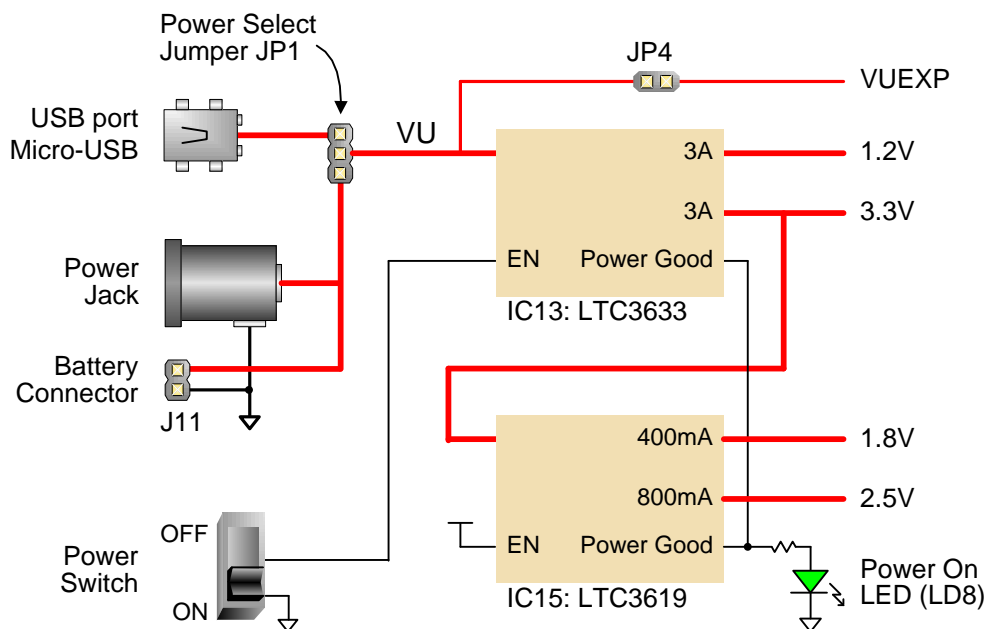 Power Select
Jumper JP1
JP4
VUEXP
USB port
Micro-USB
VU
3A
1.2V
3A
3.3V
EN
Power Good
Power
Jack
IC13: LTC3633
Battery
Connector
J11
400mA
1.8V
800mA
2.5V
EN
Power Good
OFF
Power
Switch
ON
IC15: LTC3619
Power On
LED (LD8)